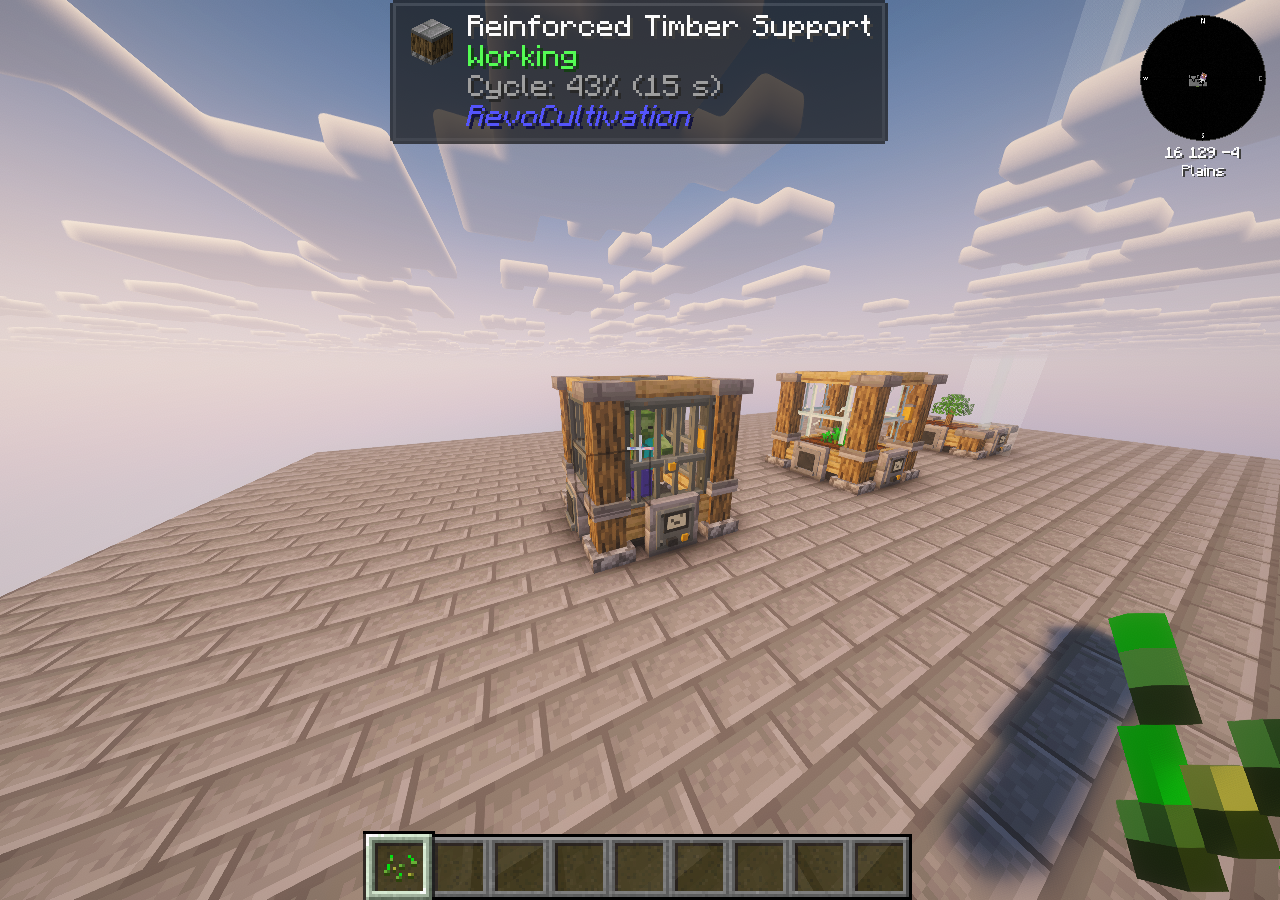 Reinforced Timber Support
Working
Cycle: 43% (15 s)
RevoCultivation
N
W
E
S
16 129 -4
Plains